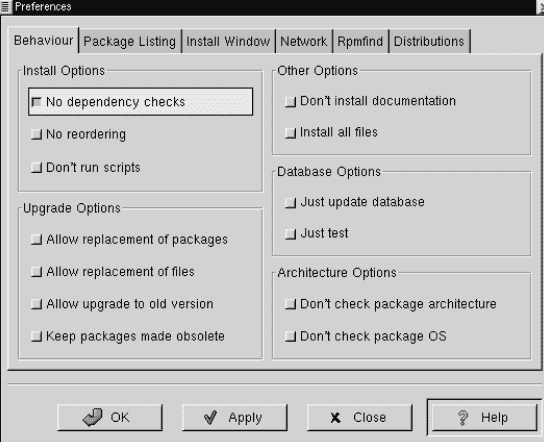 Preferences
Behaviour Package Listing Install Window Network Rpmfind Distributions
Install Options
No dependency checks
No reordering
Don't run scripts
Upgrade Options
Allow replacement of packages
Allow replacement of files
Allow upgrade to old version
Keep packages made obsolete
Other Options
Don't install documentation
Install all files
Database Options
Just update database
Just test
Architecture Options
Don't check package architecture
Don't check package OS
OK Apply Close Help